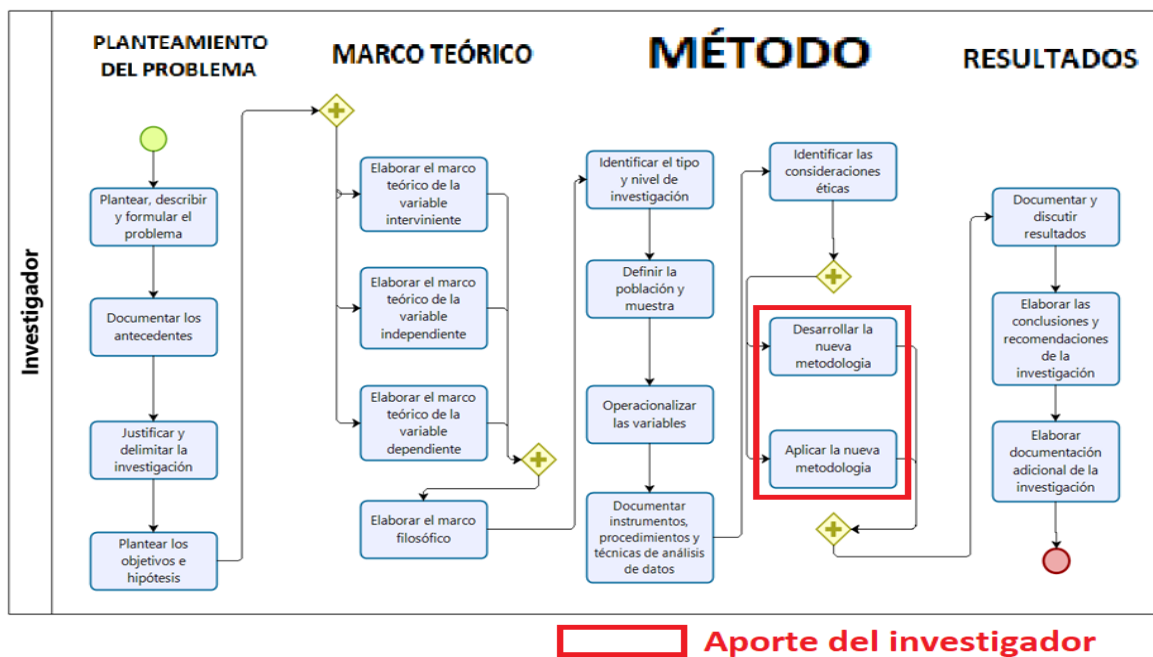 Investigador
PLANTEAMIENTO
DEL PROBLEMA
Plantear, describir
y formular el
problema
Documentar los
antecedentes
Justificar y
delimitar la
investigación
Plantear los
objetivos e
hipótesis
MARCO TEÓRICO
Elaborar el marco
teórico de la
variable
interviniente
Elaborar el marco
teórico de la
variable
independiente
Elaborar el marco
teórico de la
variable
dependiente
Elaborar el marco
filosófico
MÉTODO
Identificar el tipo
y nivel de
investigación
Definir la
población y
muestra
Operacionalizar
las variables
Documentar
instrumentos,
procedimientos y
técnicas de análisis
de datos
Identificar las
consideraciones
éticas
Desarrollar la
nueva
metodologia
Aplicar la nueva
metodologia
RESULTADOS
Documentar y
discutir
resultados
Elaborar las
conclusiones y
recomendaciones
de la
investigación
Elaborar
documentación
adicional de la
investigación
Aporte del investigador